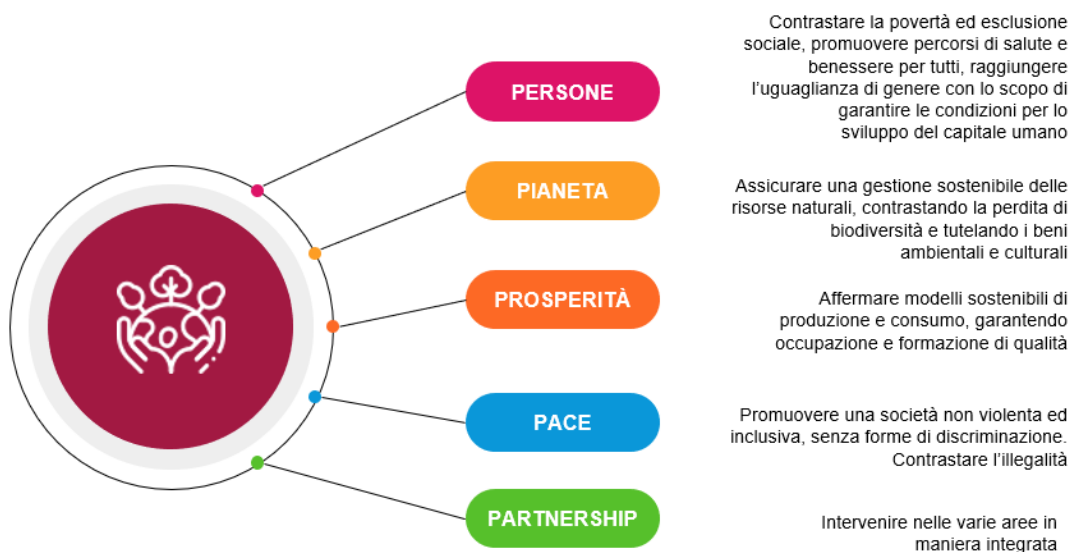 PERSONE
Contrastare la povertà ed esclusione
sociale, promuovere percorsi di salute e
benessere per tutti, raggiungere
l'uguaglianza di genere con lo scopo di
garantire le condizioni per lo
sviluppo del capitale umano
PIANETA
Assicurare una gestione sostenibile delle
risorse naturali, contrastando la perdita di
biodiversità e tutelando i beni
ambientali e culturali
PROSPERITÀ
Affermare modelli sostenibili di
produzione e consumo, garantendo
occupazione e formazione di qualità
PACE
Promuovere una società non violenta ed
inclusiva, senza forme di discriminazione.
Contrastare l'illegalità
PARTNERSHIP
Intervenire nelle varie aree in
maniera integrata